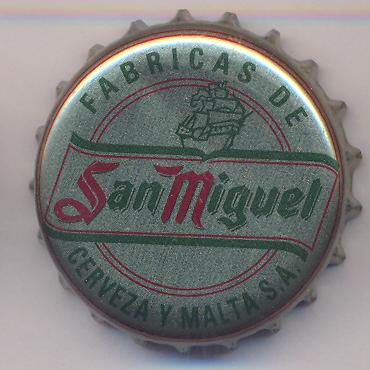 FABRICAS DE
San Miguel
CERVEZA Y MALTA S.A.